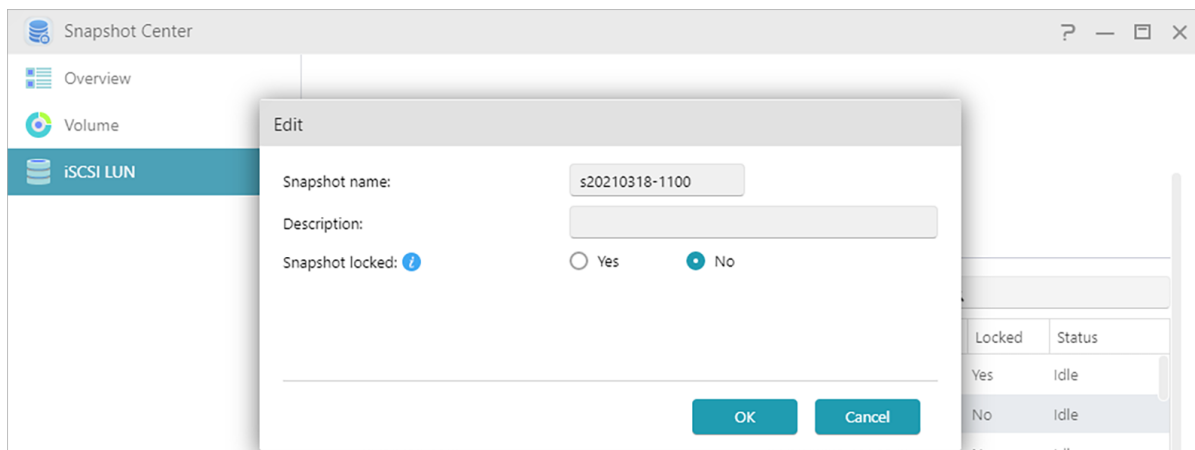 Snapshot Center
Overview
Volume
iSCSI LUN
Edit
Snapshot name: s20210318-1100
Description:
Snapshot locked: Yes No
OK Cancel
Locked Status
Yes Idle
No Idle